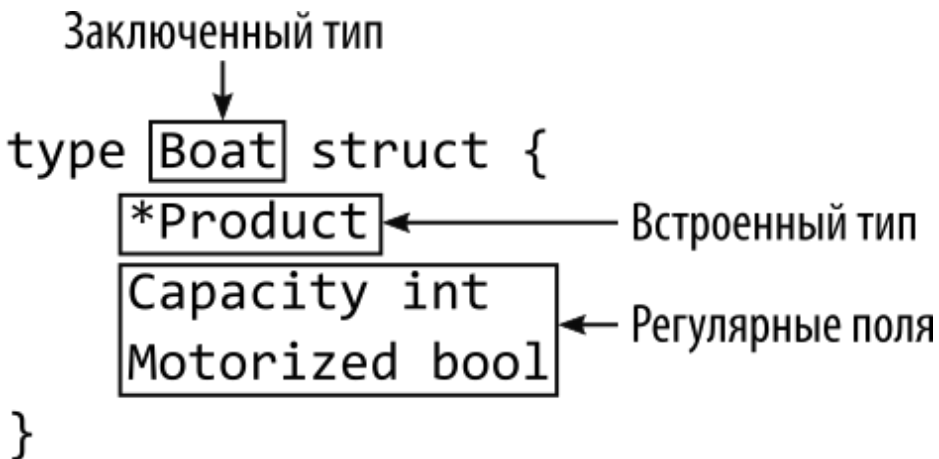 Заключенный тип
type Boat struct {
*Product
Встроенный тип
Capacity int
Motorized bool
Регулярные поля
}